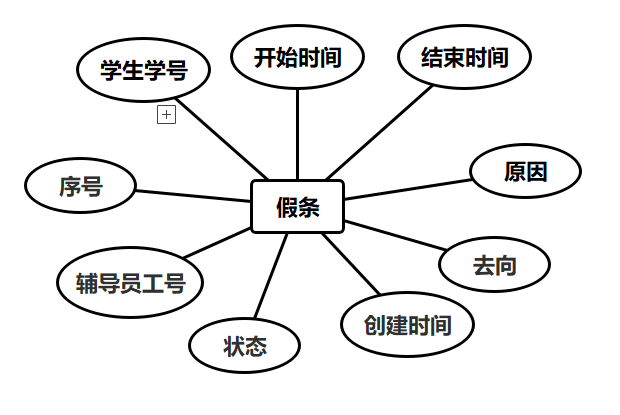 学生学号
开始时间
结束时间
序号
假条
原因
辅导员工号
去向
状态
创建时间